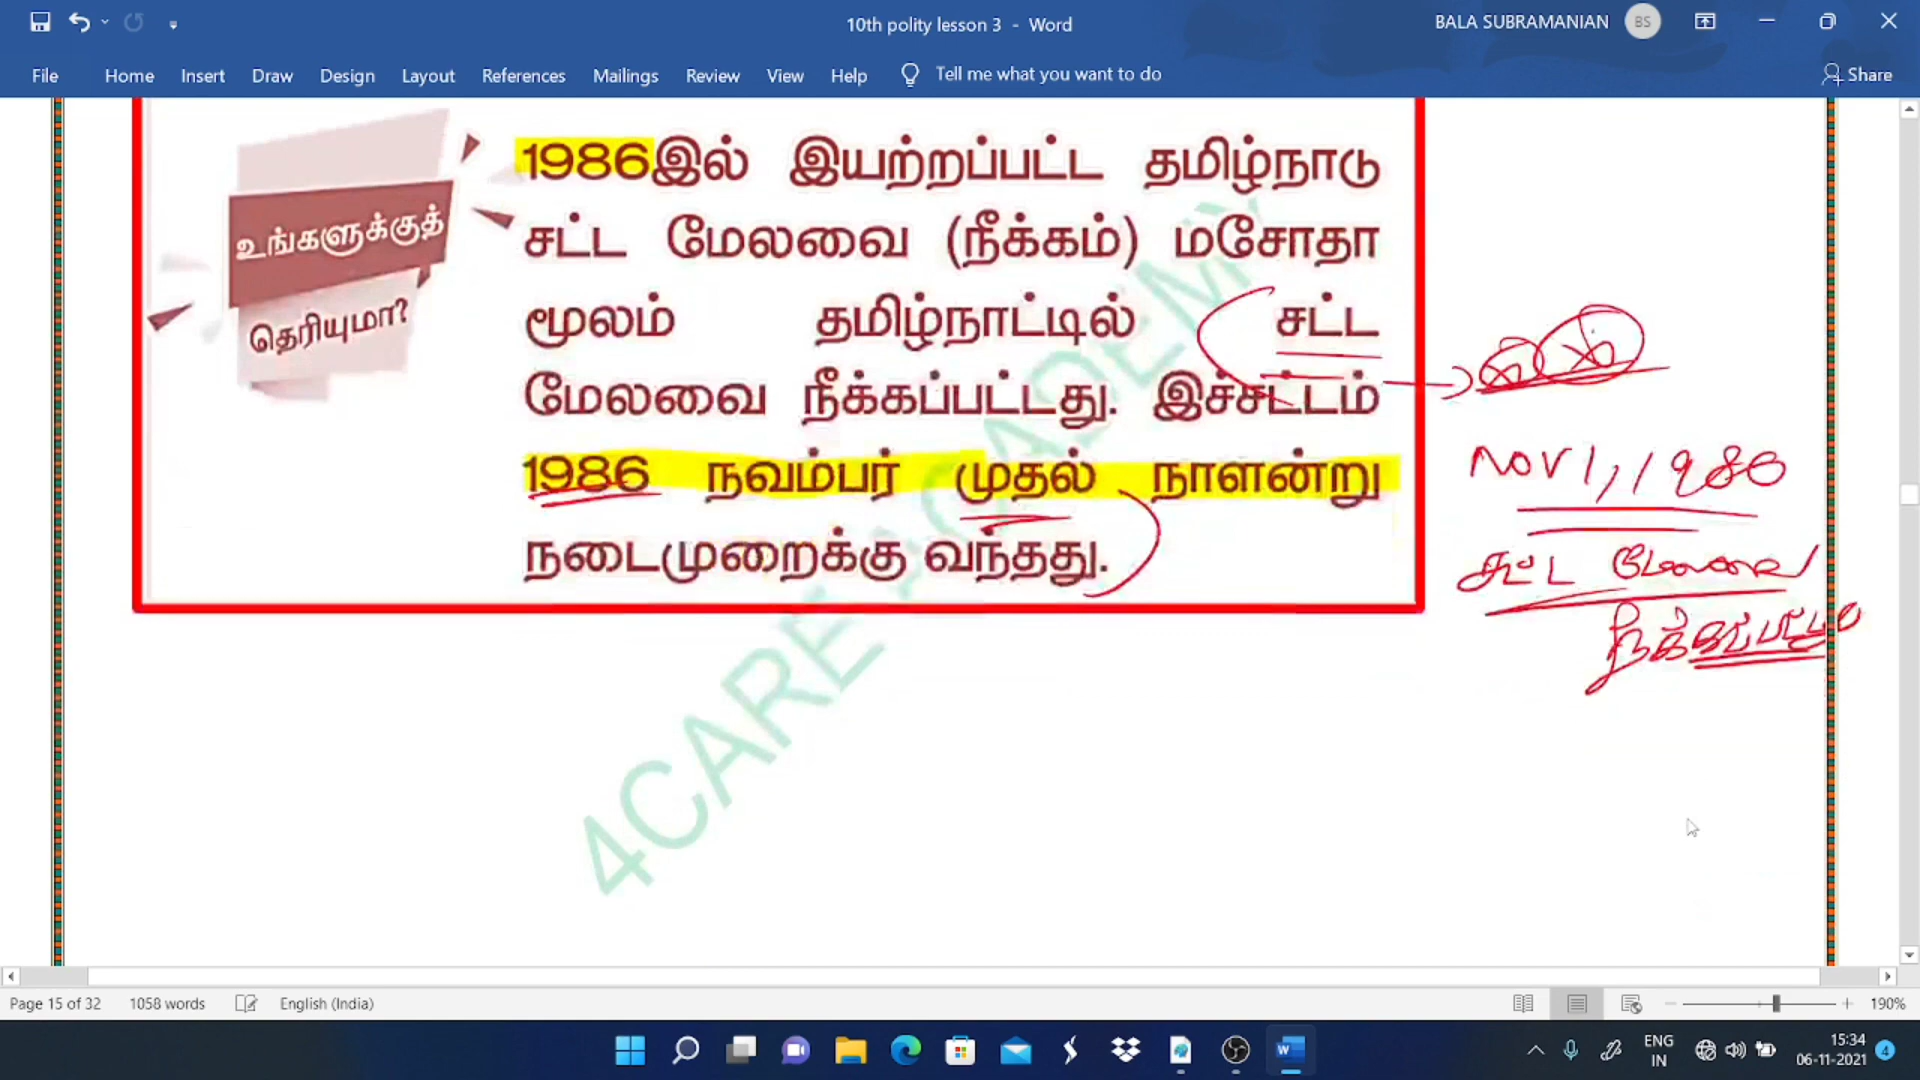 10th polity lesson 3 - Word
BALA SUBRAMANIAN BS
File Home Insert Draw Design Layout References Mailings Review View Help Tell me what you want to do Share
உங்களுக்குத்
தெரியுமா?
1986இல் இயற்றப்பட்ட தமிழ்நாடு
சட்ட மேலவை (நீக்கம்) மசோதா
மூலம் தமிழ்நாட்டில் சட்ட
மேலவை நீக்கப்பட்டது. இச்சட்டம்
1986 நவம்பர் முதல் நாளன்று
நடைமுறைக்கு வந்தது.
Nov 1, 1986
சட்ட மேலவை
4CARE ACADEMY
Page 15 of 32 1058 words English (India) 190%
ENG
IN
15:34
06-11-2021
4